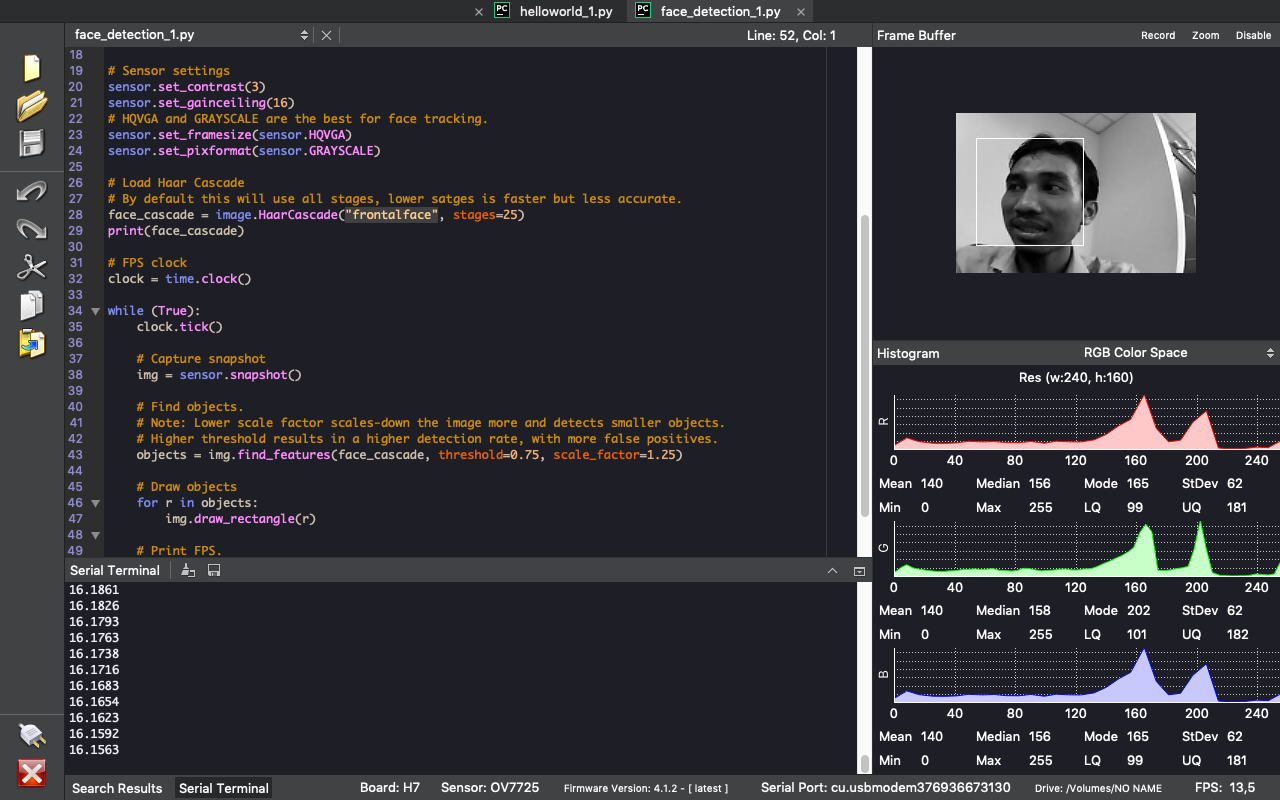 helloworld_1.py
face_detection_1.py
face_detection_1.py
Line: 52, Col: 1
18
19 # Sensor settings
20 sensor.set_contrast(3)
21 sensor.set_gainceiling(16)
22 # HQVGA and GRAYSCALE are the best for face tracking.
23 sensor.set_framesize(sensor.HQVGA)
24 sensor.set_pixformat(sensor.GRAYSCALE)
25
26 # Load Haar Cascade
27 # By default this will use all stages, lower satges is faster but less accurate.
28 face_cascade = image.HaarCascade("frontalface", stages=25)
29 print(face_cascade)
30
31 # FPS clock
32 clock = time.clock()
33
34 while (True):
35 clock.tick()
36
37 # Capture snapshot
38 img = sensor.snapshot()
39
40 # Find objects.
41 # Note: Lower scale factor scales-down the image more and detects smaller objects.
42 # Higher threshold results in a higher detection rate, with more false positives.
43 objects = img.find_features(face_cascade, threshold=0.75, scale_factor=1.25)
44
45 # Draw objects
46 for r in objects:
47 img.draw_rectangle(r)
48
49 # Print FPS.
Serial Terminal
16.1861
16.1826
16.1793
16.1763
16.1738
16.1716
16.1683
16.1654
16.1623
16.1592
16.1563
Frame Buffer
Record Zoom Disable
Histogram
RGB Color Space
Res (w:240, h:160)
R
0 40 80 120 160 200 240
Mean 140 Median 156 Mode 165 StDev 62
Min 0 Max 255 LQ 99 UQ 181
G
0 40 80 120 160 200 240
Mean 140 Median 158 Mode 202 StDev 62
Min 0 Max 255 LQ 101 UQ 182
B
0 40 80 120 160 200 240
Mean 140 Median 156 Mode 165 StDev 62
Min 0 Max 255 LQ 99 UQ 181
Search Results Serial Terminal Board: H7 Sensor: OV7725 Firmware Version: 4.1.2 - [ latest ] Serial Port: cu.usbmodem376936673130 Drive: /Volumes/NO NAME FPS: 13,5